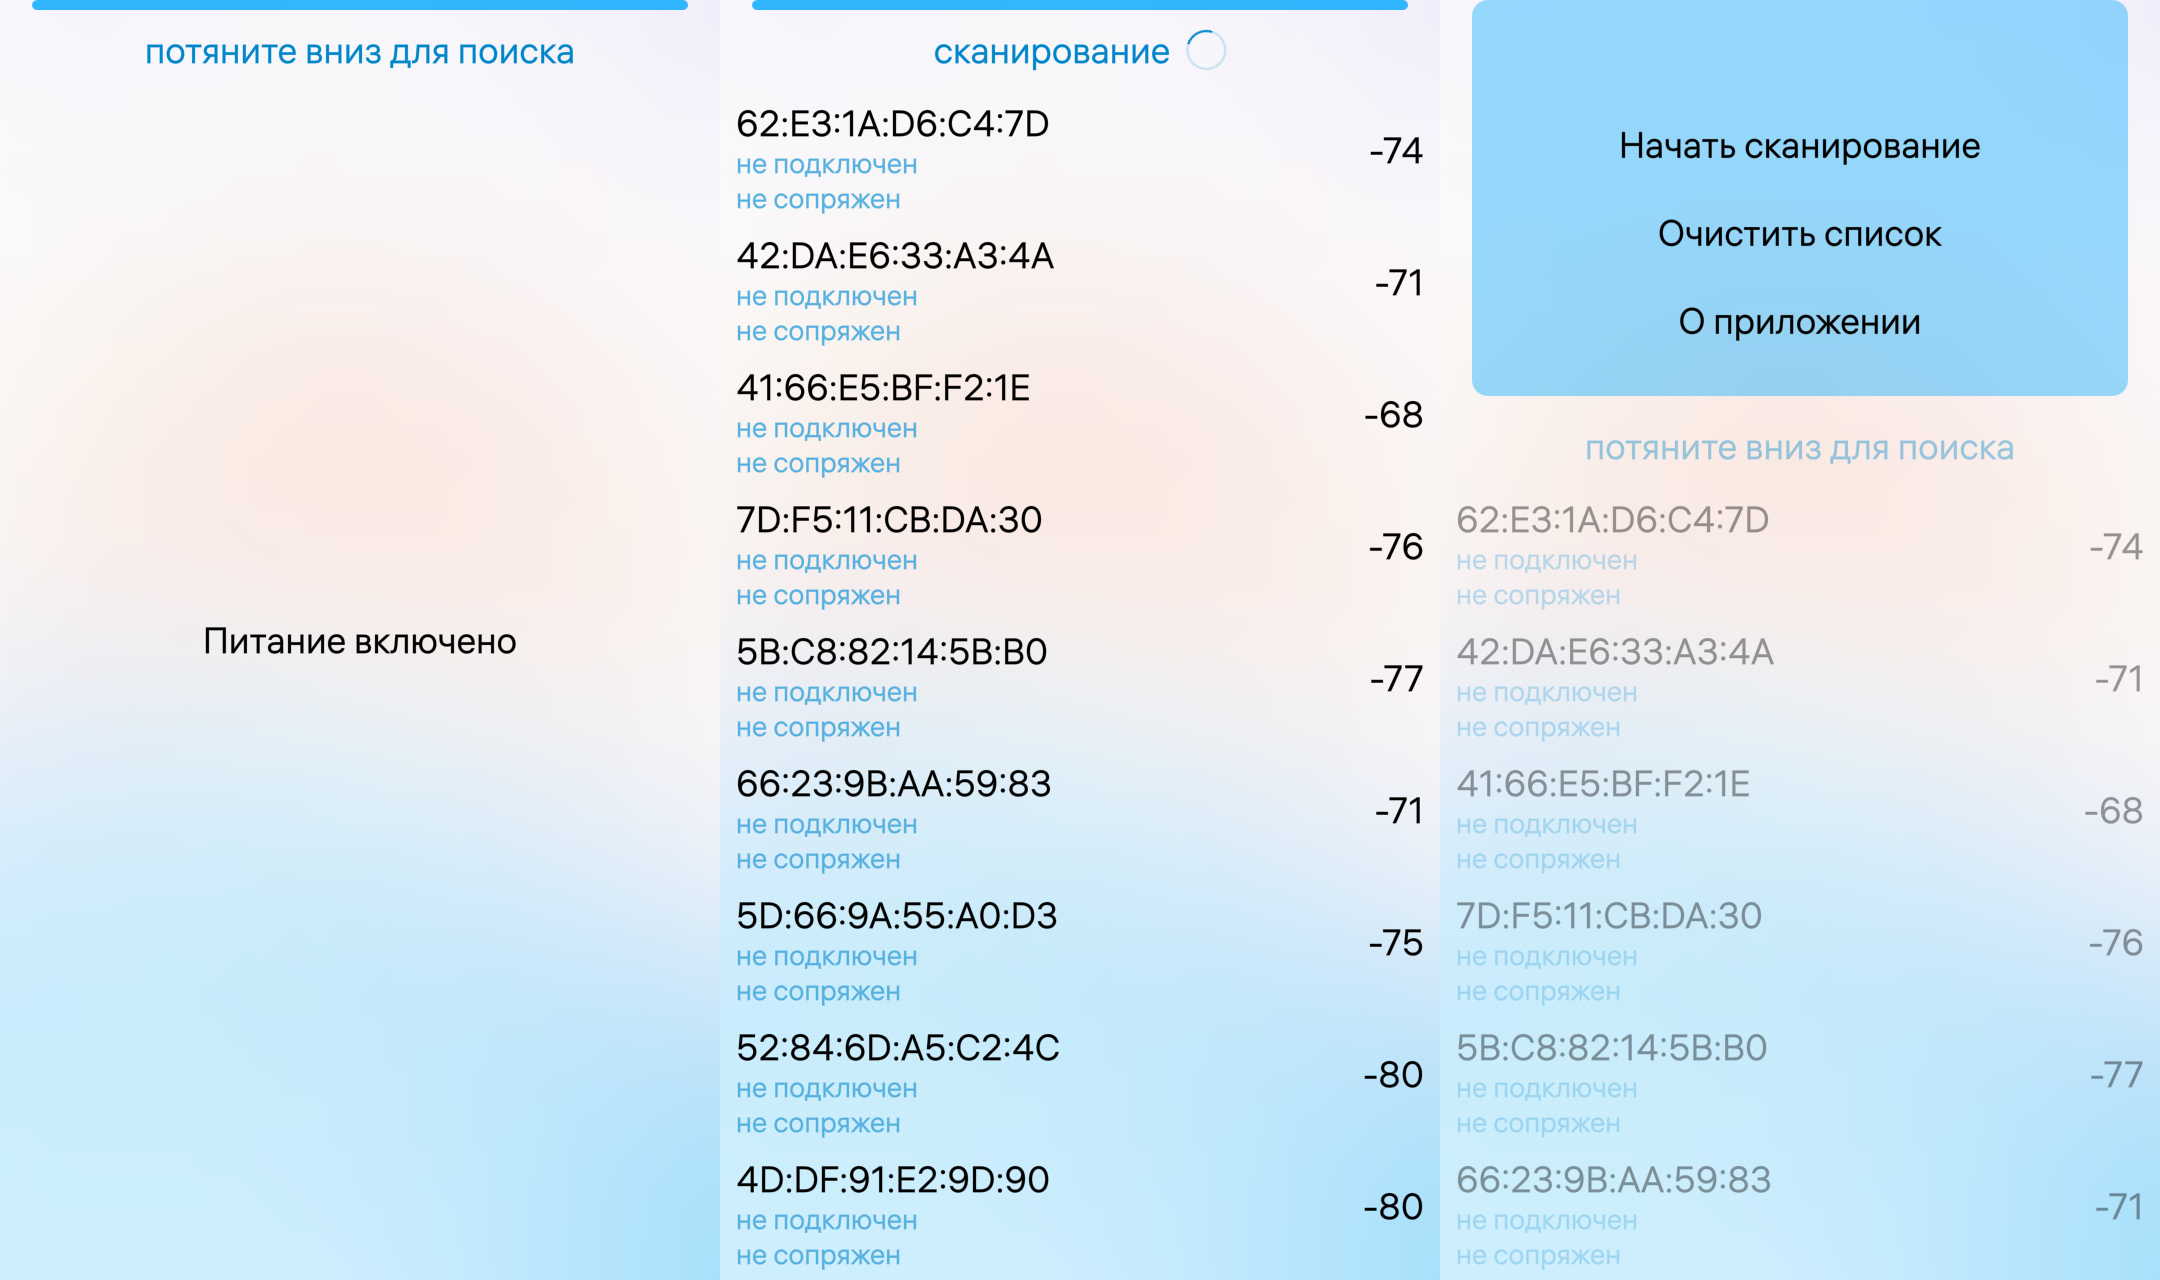 потяните вниз для поиска
Питание включено
сканирование
62:E3:1A:D6:C4:7D
-74
не подключен
не сопряжен
42:DA:E6:33:A3:4A
-71
не подключен
не сопряжен
41:66:E5:BF:F2:1E
-68
не подключен
не сопряжен
7D:F5:11:CB:DA:30
-76
не подключен
не сопряжен
5B:C8:82:14:5B:B0
-77
не подключен
не сопряжен
66:23:9B:AA:59:83
-71
не подключен
не сопряжен
5D:66:9A:55:A0:D3
-75
не подключен
не сопряжен
52:84:6D:A5:C2:4C
-80
не подключен
не сопряжен
4D:DF:91:E2:9D:90
-80
не подключен
не сопряжен
Начать сканирование
Очистить список
О приложении
потяните вниз для поиска
62:E3:1A:D6:C4:7D
-74
не подключен
не сопряжен
42:DA:E6:33:A3:4A
-71
не подключен
не сопряжен
41:66:E5:BF:F2:1E
-68
не подключен
не сопряжен
7D:F5:11:CB:DA:30
-76
не подключен
не сопряжен
5B:C8:82:14:5B:B0
-77
не подключен
не сопряжен
66:23:9B:AA:59:83
-71
не подключен
не сопряжен